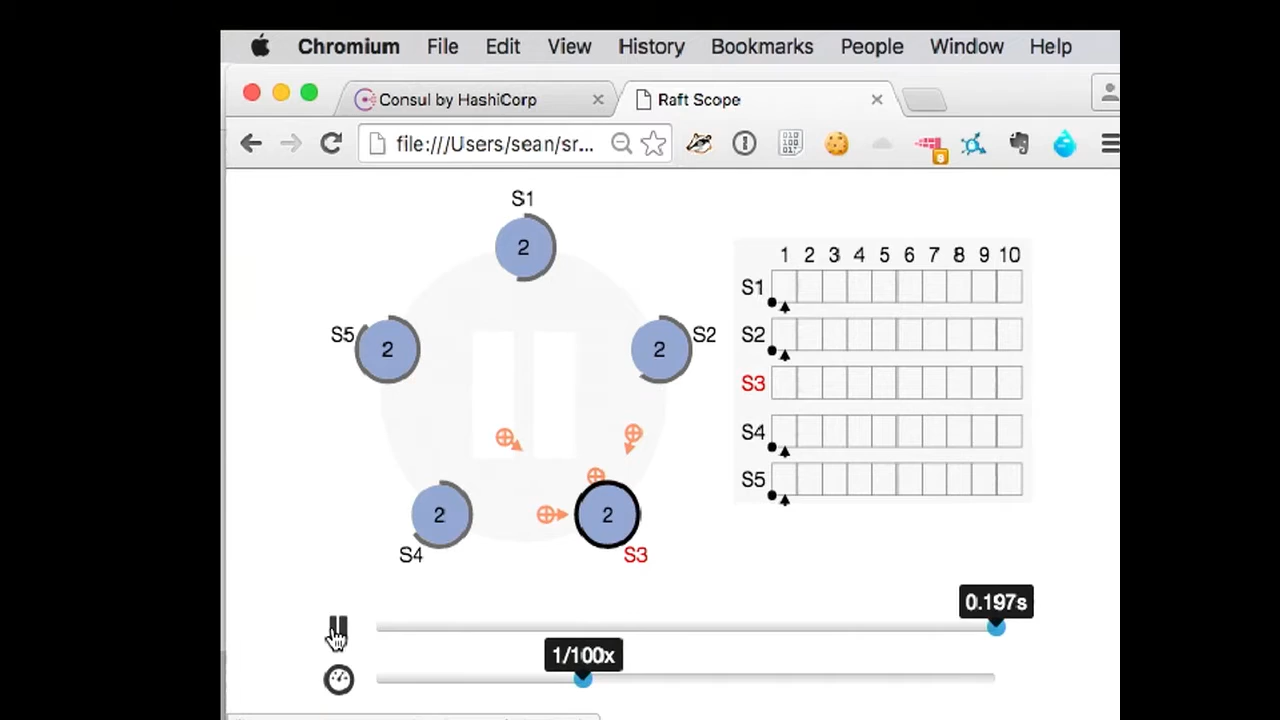 Chromium File Edit View History Bookmarks People Window Help
Consul by HashiCorp
Raft Scope
file:///Users/sean/sr...
S1
2
S5
2
2
S2
2
S4
2
S3
1 2 3 4 5 6 7 8 9 10
S1
S2
S3
S4
S5
0.197s
1/100x